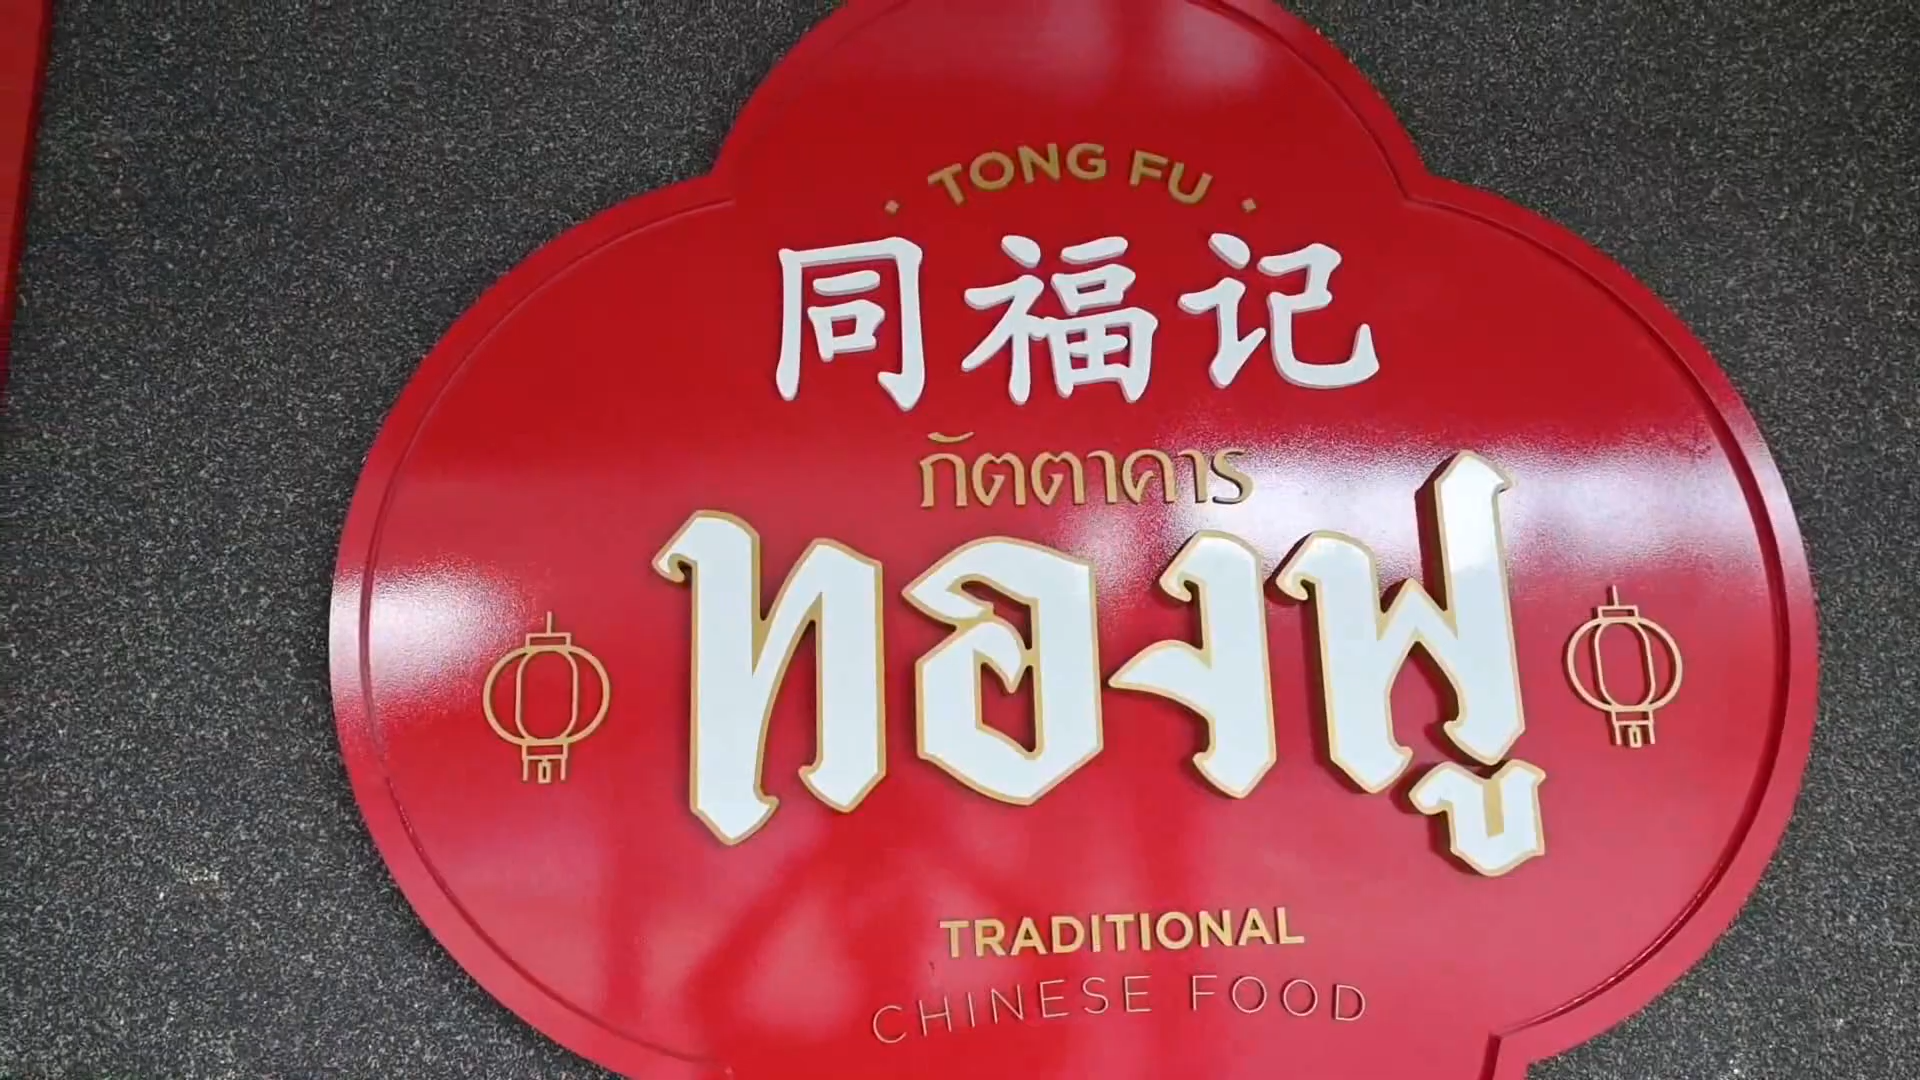 TONG FU
同福记
ภัตตาคาร
ทองฟู
TRADITIONAL
CHINESE FOOD